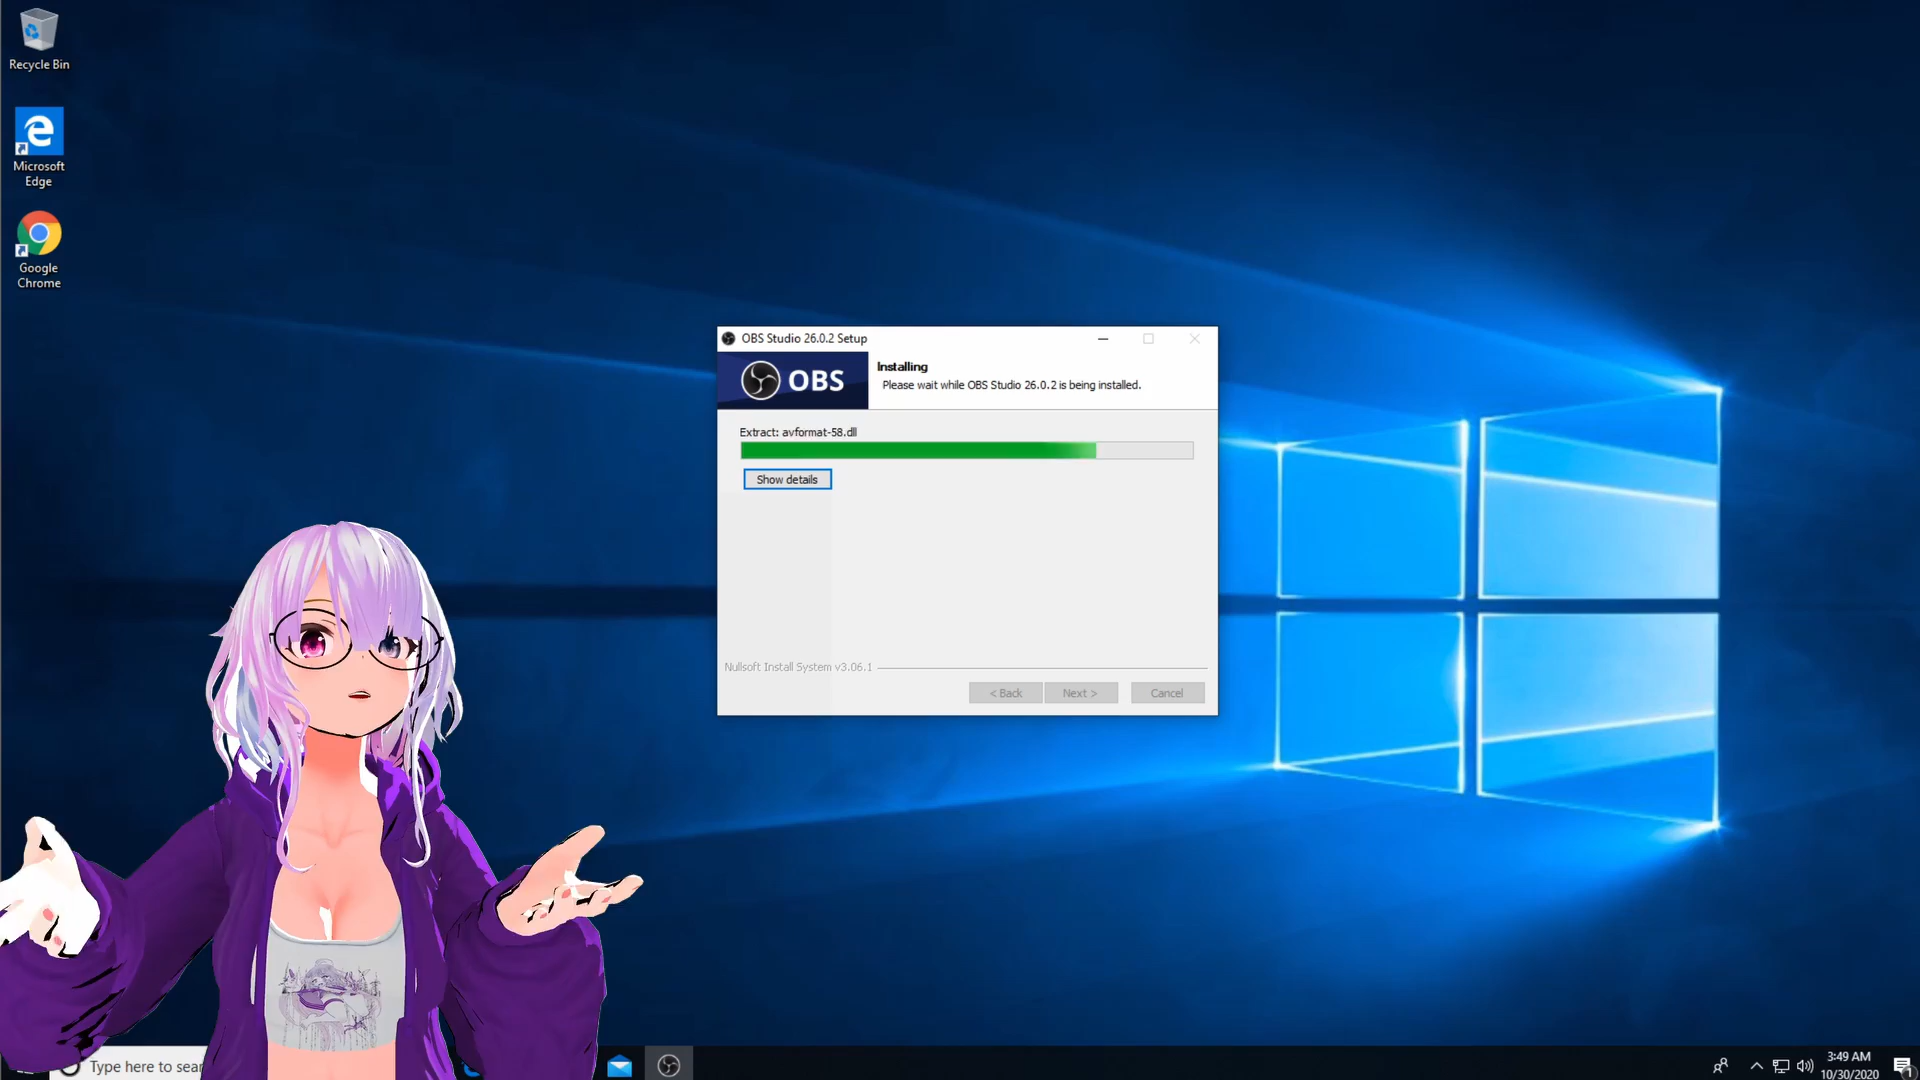 Recycle Bin
Microsoft
Edge
Google
Chrome
OBS Studio 26.0.2 Setup
OBS
Installing
Please wait while OBS Studio 26.0.2 is being installed.
Extract: avformat-58.dll
Show details
Nullsoft Install System v3.06.1
< Back
Next >
Cancel
Type here to sear
3:49 AM
10/30/2020
1